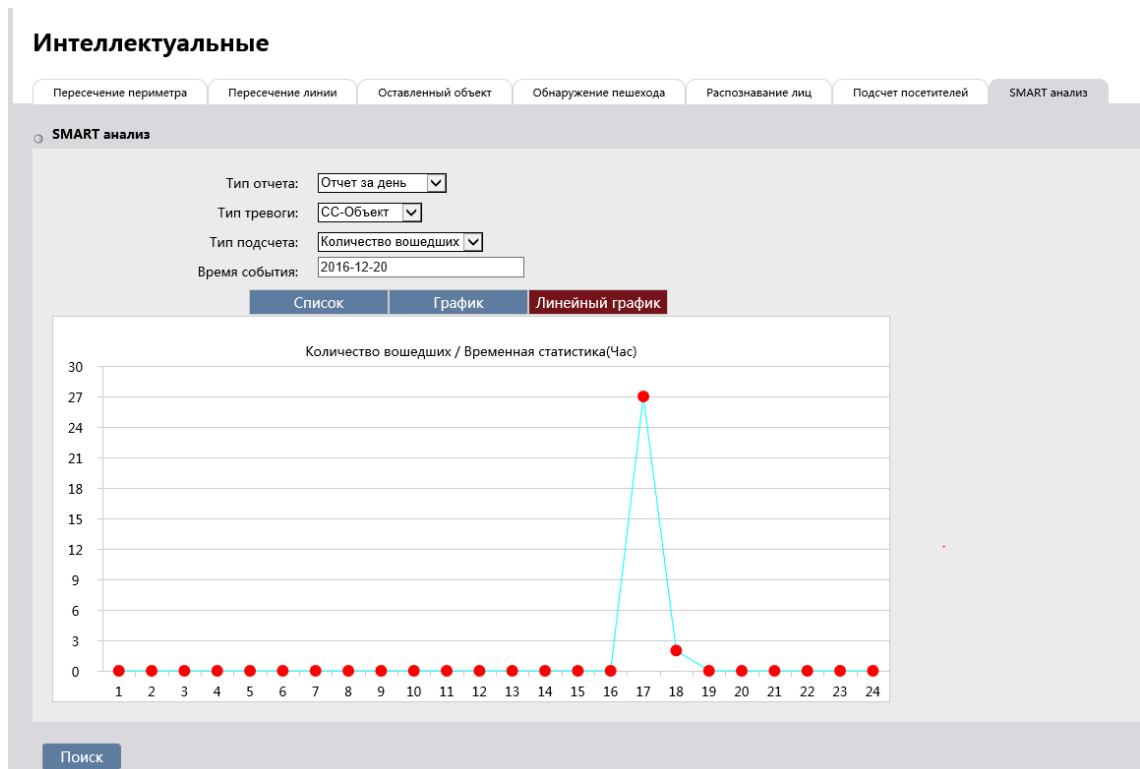 Интеллектуальные
Пересечение периметра Пересечение линии Оставленный объект Обнаружение пешехода Распознавание лиц Подсчет посетителей SMART анализ
SMART анализ
Тип отчета: Отчет за день
Тип тревоги: СС-Объект
Тип подсчета: Количество вошедших
Время события: 2016-12-20
Список График Линейный график
Количество вошедших / Временная статистика(Час)
30
27
24
21
18
15
12
9
6
3
0
1 2 3 4 5 6 7 8 9 10 11 12 13 14 15 16 17 18 19 20 21 22 23 24
Поиск